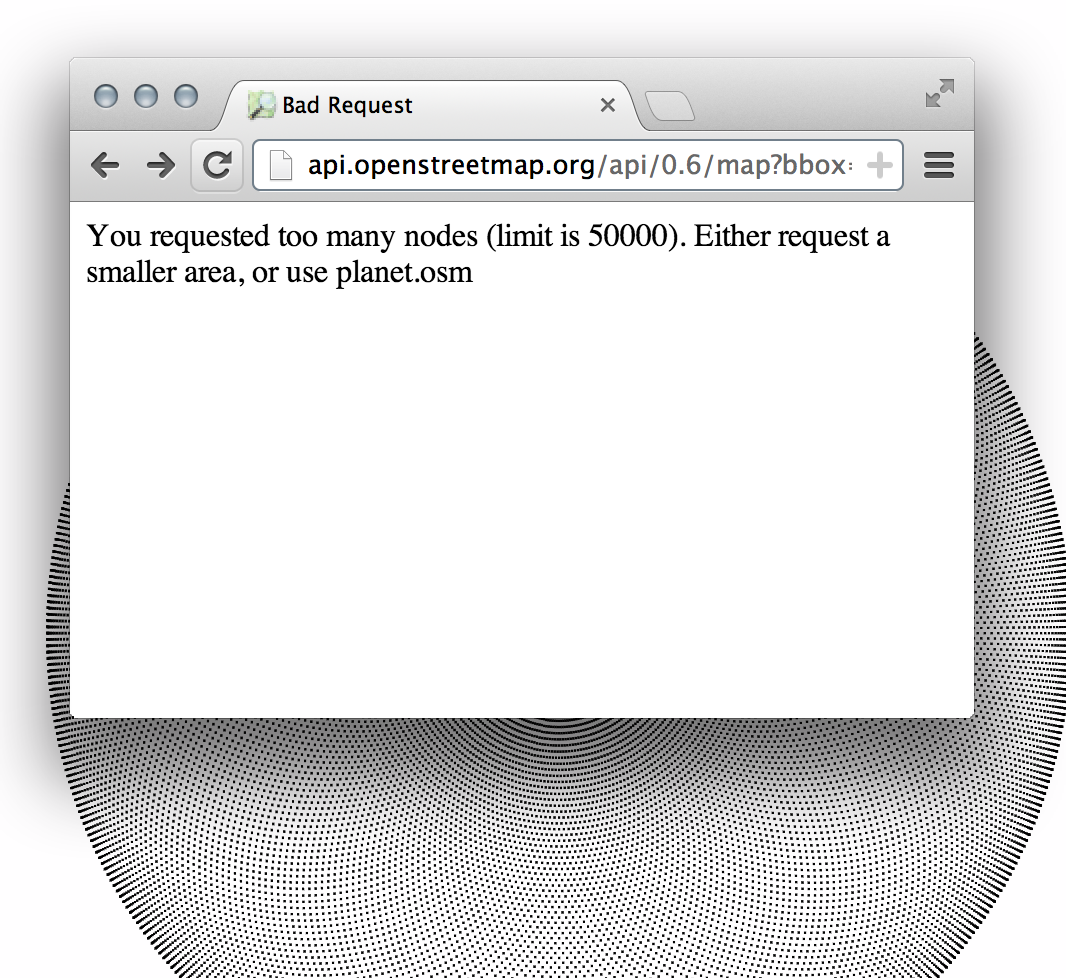 Bad Request
api.openstreetmap.org/api/0.6/map?bbox=
You requested too many nodes (limit is 50000). Either request a
smaller area, or use planet.osm